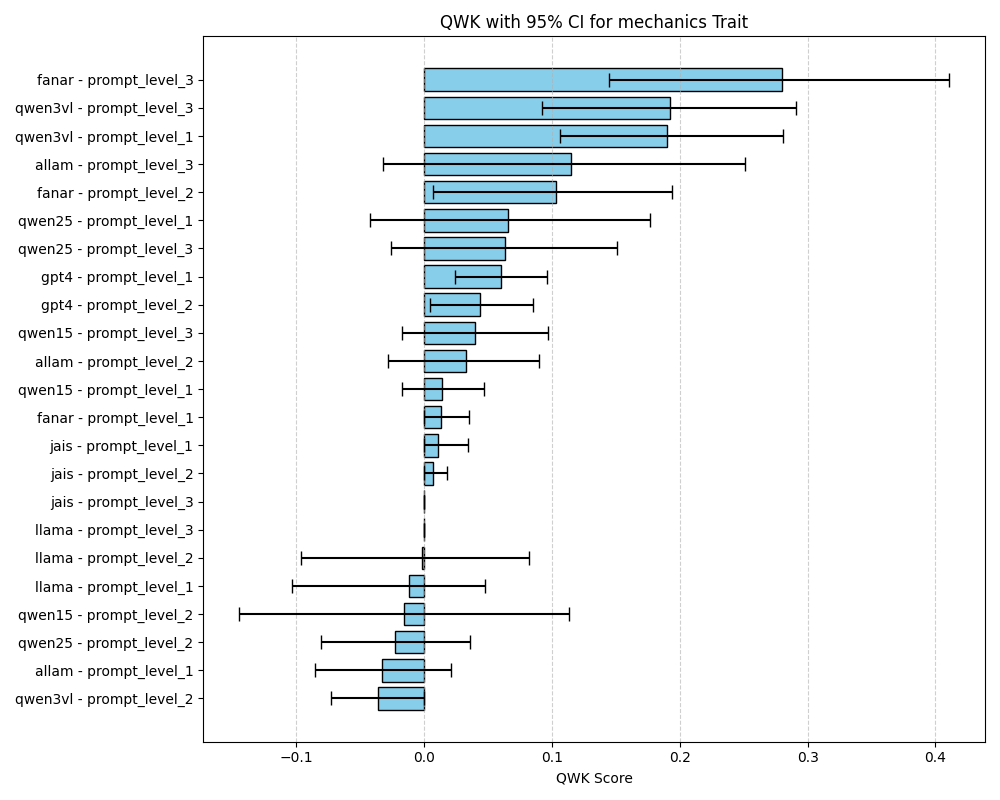 QWK with 95% CI for mechanics Trait
fanar - prompt_level_3
qwen3vl - prompt_level_3
qwen3vl - prompt_level_1
allam - prompt_level_3
fanar - prompt_level_2
qwen25 - prompt_level_1
qwen25 - prompt_level_3
gpt4 - prompt_level_1
gpt4 - prompt_level_2
qwen15 - prompt_level_3
allam - prompt_level_2
qwen15 - prompt_level_1
fanar - prompt_level_1
jais - prompt_level_1
jais - prompt_level_2
jais - prompt_level_3
llama - prompt_level_3
llama - prompt_level_2
llama - prompt_level_1
qwen15 - prompt_level_2
qwen25 - prompt_level_2
allam - prompt_level_1
qwen3vl - prompt_level_2
−0.1 0.0 0.1 0.2 0.3 0.4
QWK Score